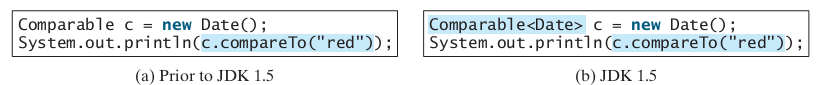 Comparable c = new Date();
System.out.println(c.compareTo("red"));
(a) Prior to JDK 1.5
Comparable<Date> c = new Date();
System.out.println(c.compareTo("red"));
(b) JDK 1.5